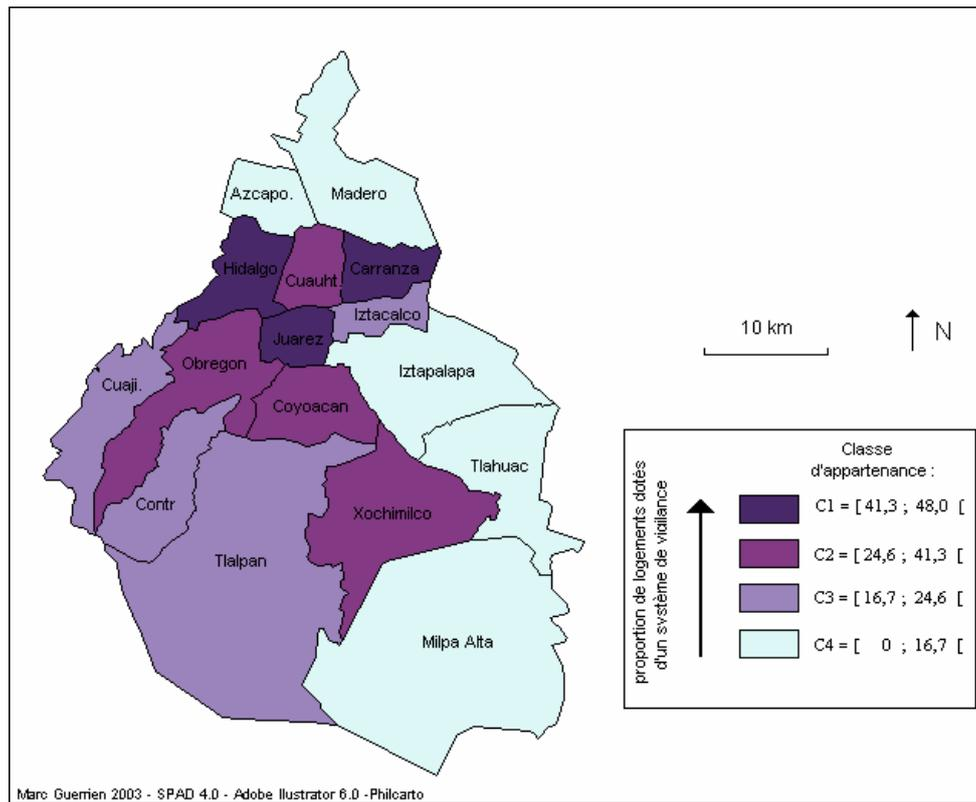 Azcapo.
Madero
Hidalgo
Cuauht.
Carranza
Iztacalco
Juarez
10 km
N
Obregon
Iztapalapa
Cuaji.
Coyoacan
Tlahuac
Contr
Xochimilco
Tlalpan
Milpa Alta
Classe
d'appartenance :
C1 = [ 41,3 ; 48,0 [
C2 = [ 24,6 ; 41,3 [
C3 = [ 16,7 ; 24,6 [
C4 = [ 0 ; 16,7 [
proportion de logements dotés
d'un système de vigilance
Marc Guerrien 2003 - SPAD 4.0 - Adobe Ilustrator 6.0 -Philcarto